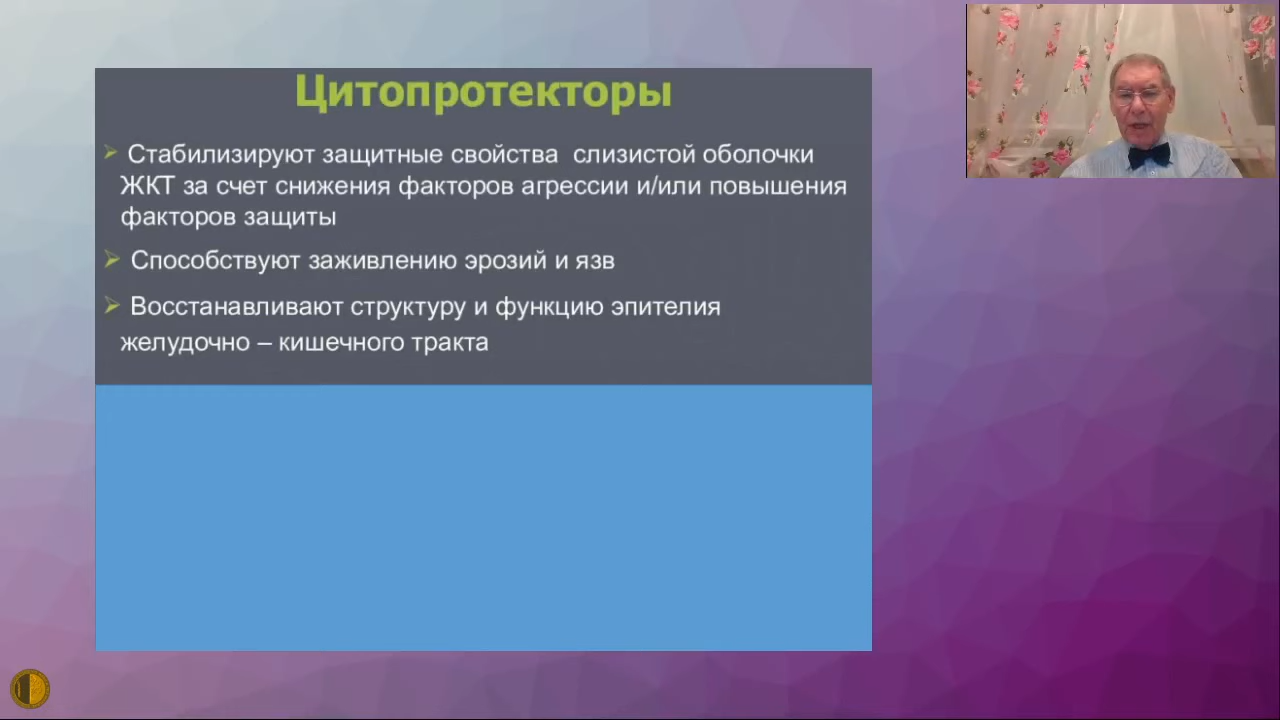 Цитопротекторы
➢ Стабилизируют защитные свойства слизистой оболочки
ЖКТ за счет снижения факторов агрессии и/или повышения
факторов защиты
➢ Способствуют заживлению эрозий и язв
➢ Восстанавливают структуру и функцию эпителия
желудочно – кишечного тракта